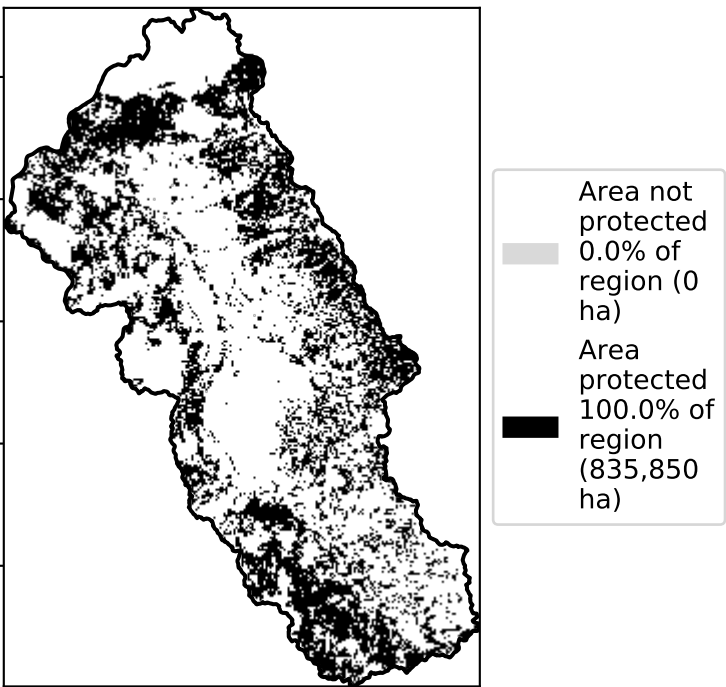 Area not
protected
0.0% of
region (0
ha)
Area
protected
100.0% of
region
(835,850
ha)